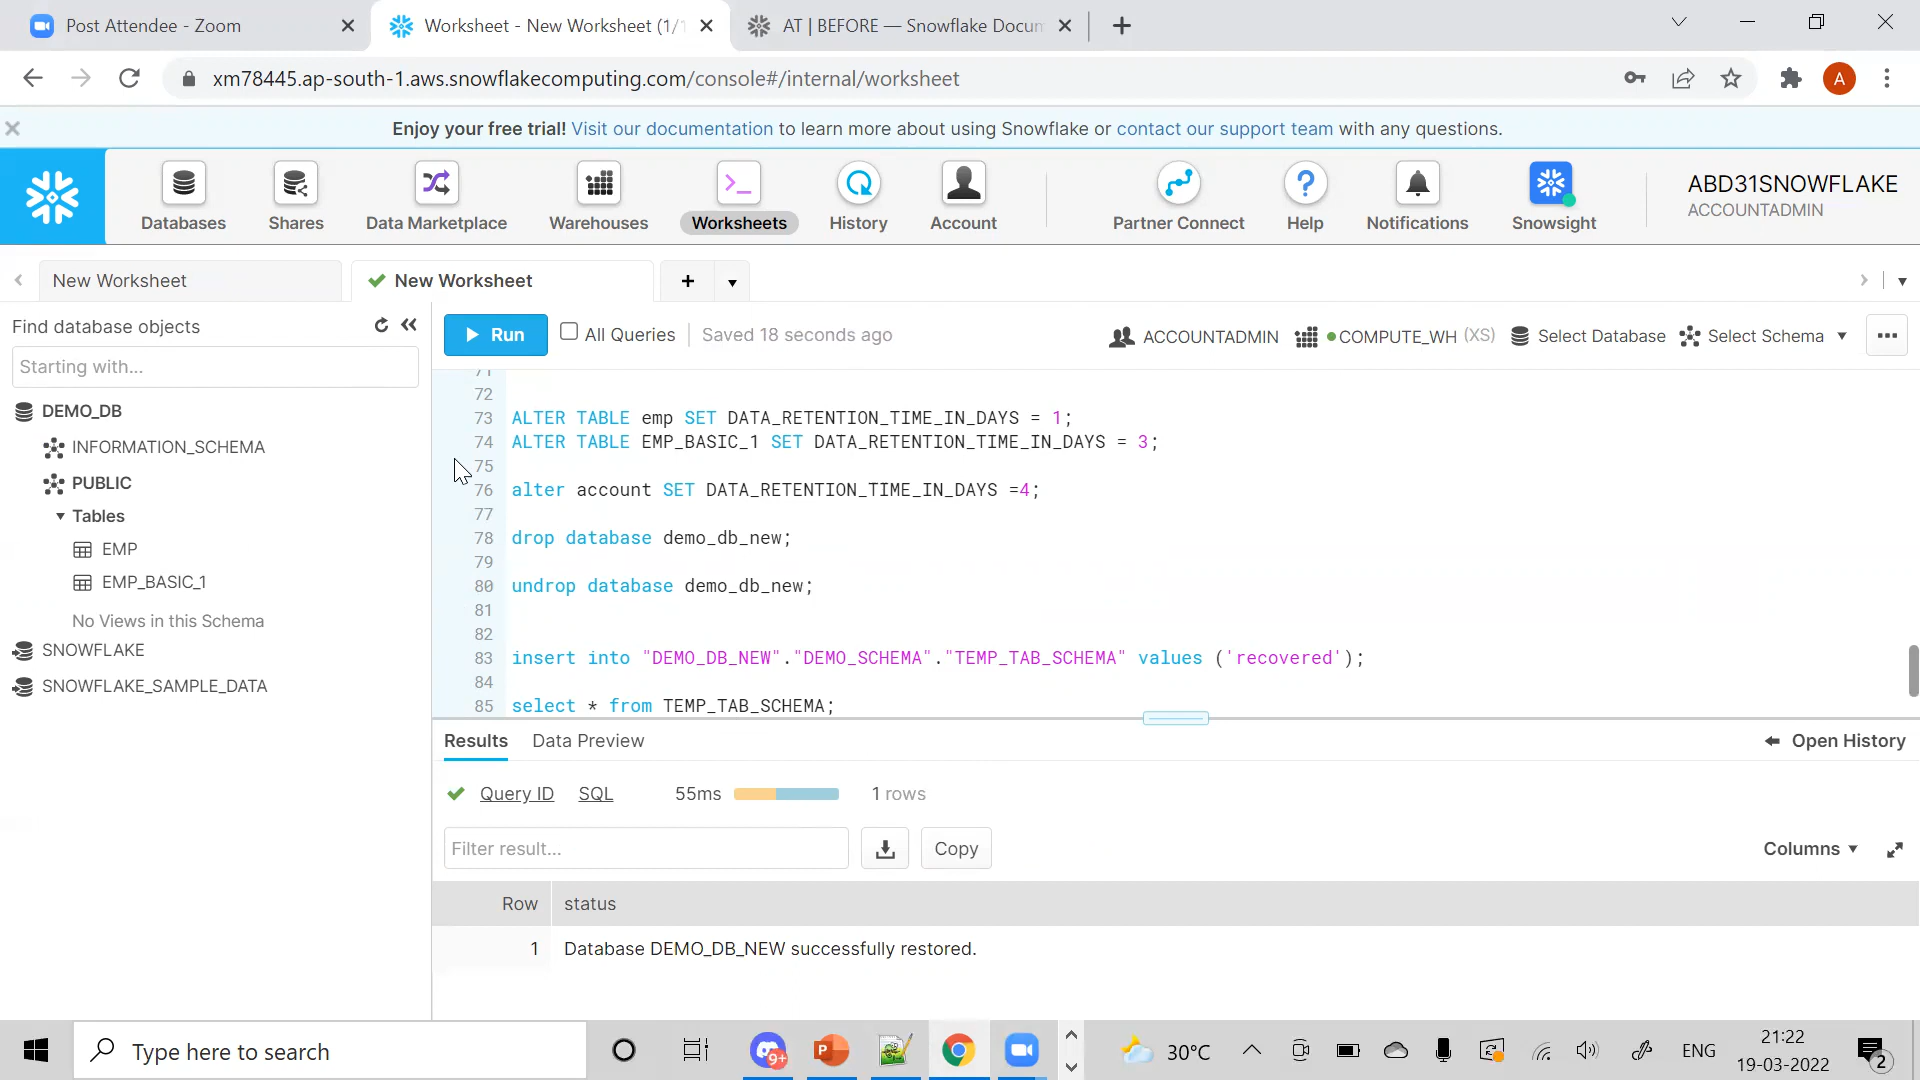 Post Attendee - Zoom
Worksheet - New Worksheet (1/1
AT | BEFORE — Snowflake Docum
xm78445.ap-south-1.aws.snowflakecomputing.com/console#/internal/worksheet
A
Enjoy your free trial! Visit our documentation to learn more about using Snowflake or contact our support team with any questions.
Databases
Shares
Data Marketplace
Warehouses
Worksheets
History
Account
Partner Connect
Help
Notifications
Snowsight
ABD31SNOWFLAKE
ACCOUNTADMIN
New Worksheet
New Worksheet
Find database objects
Starting with...
DEMO_DB
INFORMATION_SCHEMA
PUBLIC
Tables
EMP
EMP_BASIC_1
No Views in this Schema
SNOWFLAKE
SNOWFLAKE_SAMPLE_DATA
Run
All Queries
Saved 18 seconds ago
ACCOUNTADMIN
COMPUTE_WH (XS)
Select Database
Select Schema
71
72
73 ALTER TABLE emp SET DATA_RETENTION_TIME_IN_DAYS = 1;
74 ALTER TABLE EMP_BASIC_1 SET DATA_RETENTION_TIME_IN_DAYS = 3;
75
76 alter account SET DATA_RETENTION_TIME_IN_DAYS =4;
77
78 drop database demo_db_new;
79
80 undrop database demo_db_new;
81
82
83 insert into "DEMO_DB_NEW"."DEMO_SCHEMA"."TEMP_TAB_SCHEMA" values ('recovered');
84
85 select * from TEMP_TAB_SCHEMA;
Results
Data Preview
Open History
Query ID
SQL
55ms
1 rows
Filter result...
Copy
Columns
Row status
1 Database DEMO_DB_NEW successfully restored.
Type here to search
9+
30°C
ENG
21:22
19-03-2022
2